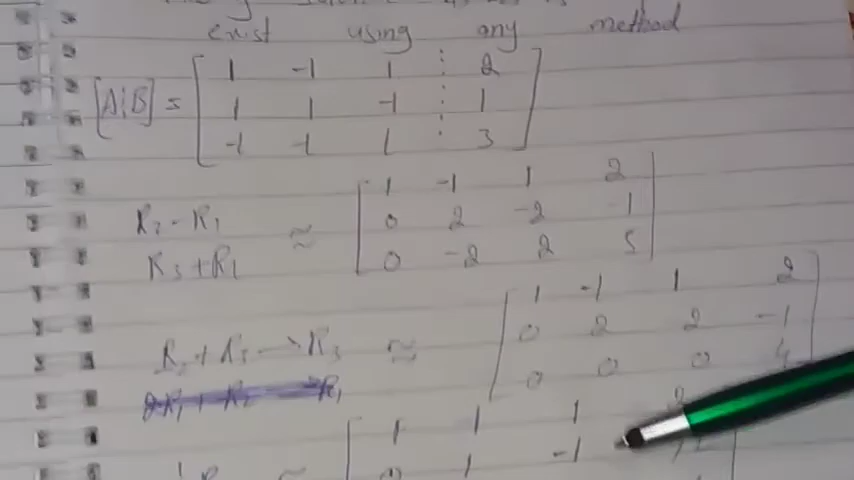 exist using any method
[A:B] = [ 1 -1 1 : 2
1 1 -1 : 1
-1 -1 1 : 3 ]
1 -1 1 2
R2 - R1 ≈ 0 2 -2 -1
R3 + R1 0 -2 2 5
1 -1 1 2
R2 + R3 → R3 ≈ 0 2 2 -1
0 0 0 4
1 1 1 2
1 -1